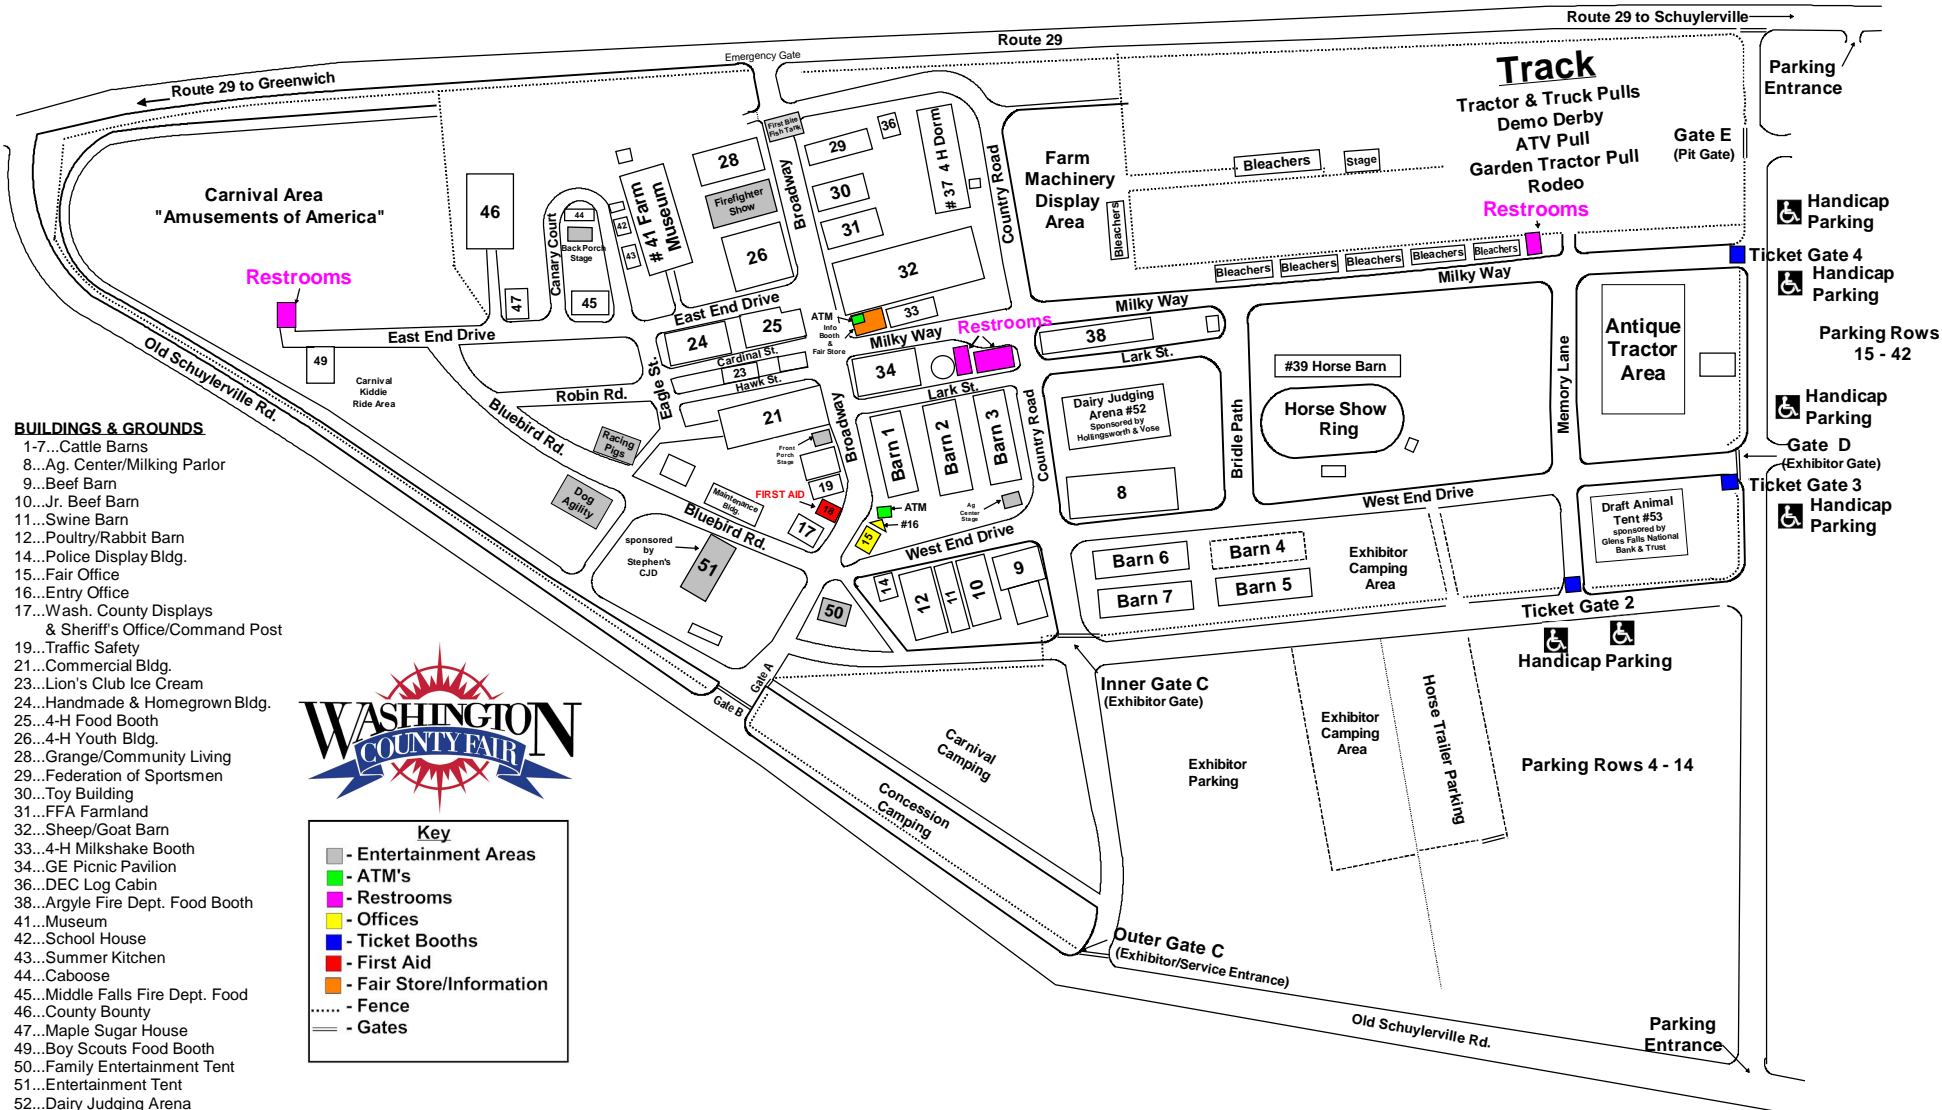 Route 29 to Schuylerville
Route 29
Emergency Gate
Route 29 to Greenwich
Parking
Entrance
Track
Tractor & Truck Pulls
Demo Derby
ATV Pull
Garden Tractor Pull
Rodeo
Gate E
(Pit Gate)
Bleachers
Stage
Restrooms
Handicap
Parking
Ticket Gate 4
Handicap
Parking
Parking Rows
15 - 42
Handicap
Parking
Gate D
(Exhibitor Gate)
Ticket Gate 3
Handicap
Parking
Carnival Area
"Amusements of America"
Restrooms
46
47
Canary Court
44
Back Porch
Stage
45
42
43
# 41 Farm
Museum
28
Firefighter
Show
26
First Bite
Fish Tank
Broadway
29
36
30
31
32
# 37 4 H Dorm
Country Road
Farm
Machinery
Display
Area
Bleachers
Bleachers
Bleachers
Bleachers
Bleachers
Bleachers
Milky Way
Milky Way
East End Drive
East End Drive
49
Carnival
Kiddie
Ride Area
Old Schuylerville Rd.
24
25
Cardinal St.
23
Hawk St.
Eagle St.
Robin Rd.
Bluebird Rd.
Racing
Pigs
21
ATM
Info
Booth
&
Fair Store
33
Milky Way
Restrooms
34
Lark St.
38
Lark St.
Broadway
Barn 1
Barn 2
Barn 3
Country Road
Dairy Judging
Arena #52
Sponsored by
Hollingsworth & Vose
8
Bridle Path
#39 Horse Barn
Horse Show
Ring
Memory Lane
Antique
Tractor
Area
Front
Porch
Stage
19
FIRST AID
18
17
Maintenance
Bldg.
Bluebird Rd.
Dog
Agility
ATM
#16
15
Ag
Center
Stage
West End Drive
West End Drive
Draft Animal
Tent #53
sponsored by
Glens Falls National
Bank & Trust
sponsored
by
Stephen's
CJD
51
50
14
12
11
10
9
Barn 6
Barn 4
Barn 7
Barn 5
Exhibitor
Camping
Area
Ticket Gate 2
Handicap Parking
Gate A
Gate B
Inner Gate C
(Exhibitor Gate)
Carnival
Camping
Concession
Camping
Exhibitor
Parking
Exhibitor
Camping
Area
Horse Trailer Parking
Parking Rows 4 - 14
Outer Gate C
(Exhibitor/Service Entrance)
Old Schuylerville Rd.
Parking
Entrance
BUILDINGS & GROUNDS
1-7...Cattle Barns
8...Ag. Center/Milking Parlor
9...Beef Barn
10...Jr. Beef Barn
11...Swine Barn
12...Poultry/Rabbit Barn
14...Police Display Bldg.
15...Fair Office
16...Entry Office
17...Wash. County Displays
& Sheriff's Office/Command Post
19...Traffic Safety
21...Commercial Bldg.
23...Lion's Club Ice Cream
24...Handmade & Homegrown Bldg.
25...4-H Food Booth
26...4-H Youth Bldg.
28...Grange/Community Living
29...Federation of Sportsmen
30...Toy Building
31...FFA Farmland
32...Sheep/Goat Barn
33...4-H Milkshake Booth
34...GE Picnic Pavilion
36...DEC Log Cabin
38...Argyle Fire Dept. Food Booth
41...Museum
42...School House
43...Summer Kitchen
44...Caboose
45...Middle Falls Fire Dept. Food
46...County Bounty
47...Maple Sugar House
49...Boy Scouts Food Booth
50...Family Entertainment Tent
51...Entertainment Tent
52...Dairy Judging Arena
WASHINGTON
COUNTY FAIR
Key
- Entertainment Areas
- ATM's
- Restrooms
- Offices
- Ticket Booths
- First Aid
- Fair Store/Information
- Fence
- Gates